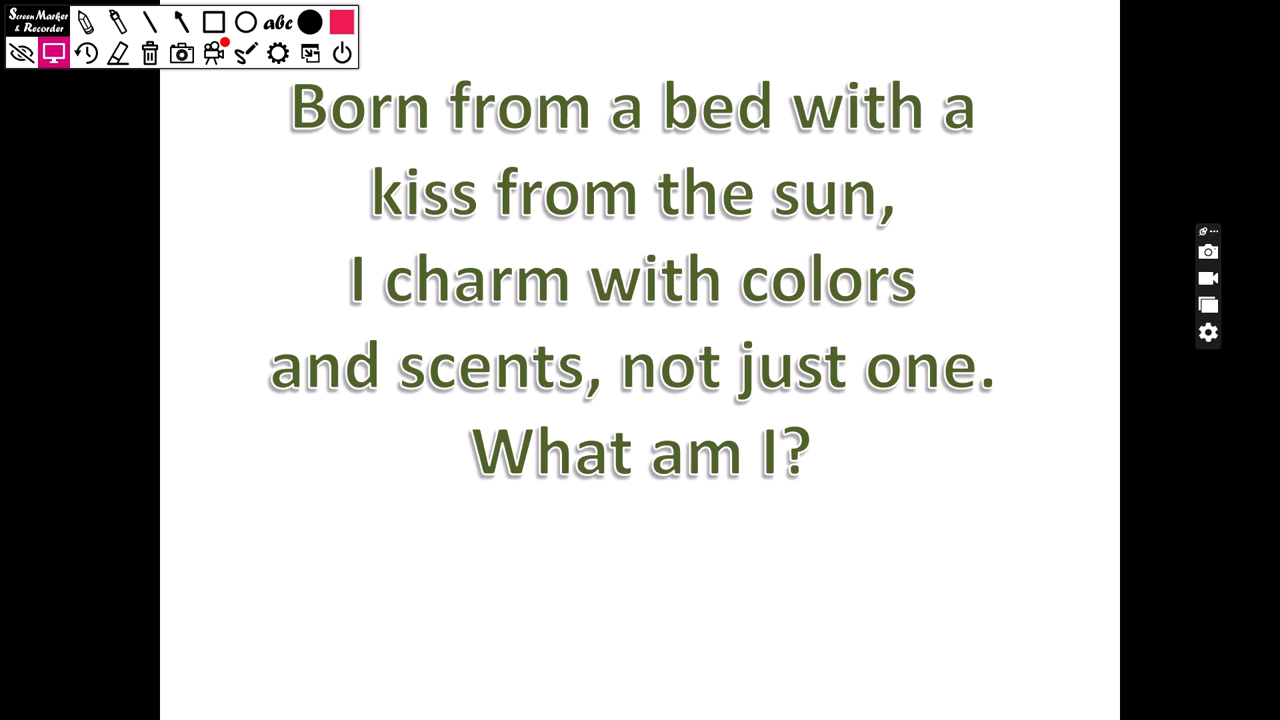 Screen Marker
& Recorder
abc
Born from a bed with a
kiss from the sun,
I charm with colors
and scents, not just one.
What am I?